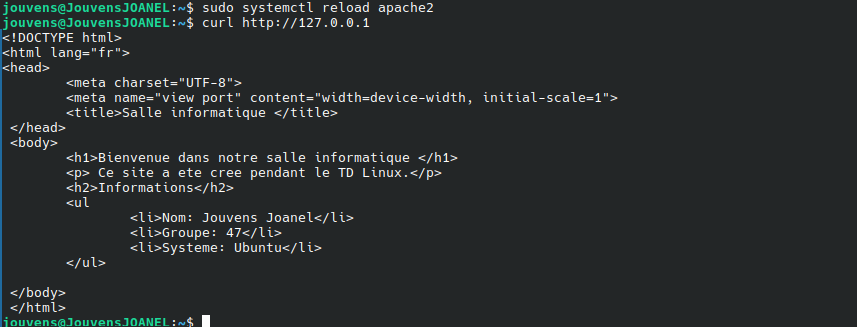 jouvens@JouvensJOANEL:~$ sudo systemctl reload apache2
jouvens@JouvensJOANEL:~$ curl http://127.0.0.1
<!DOCTYPE html>
<html lang="fr">
<head>
        <meta charset="UTF-8">
        <meta name="view port" content="width=device-width, initial-scale=1">
        <title>Salle informatique </title>
 </head>
 <body>
        <h1>Bienvenue dans notre salle informatique </h1>
        <p> Ce site a ete cree pendant le TD Linux.</p>
        <h2>Informations</h2>
        <ul
                <li>Nom: Jouvens Joanel</li>
                <li>Groupe: 47</li>
                <li>Systeme: Ubuntu</li>
        </ul>

 </body>
 </html>
jouvens@JouvensJOANEL:~$